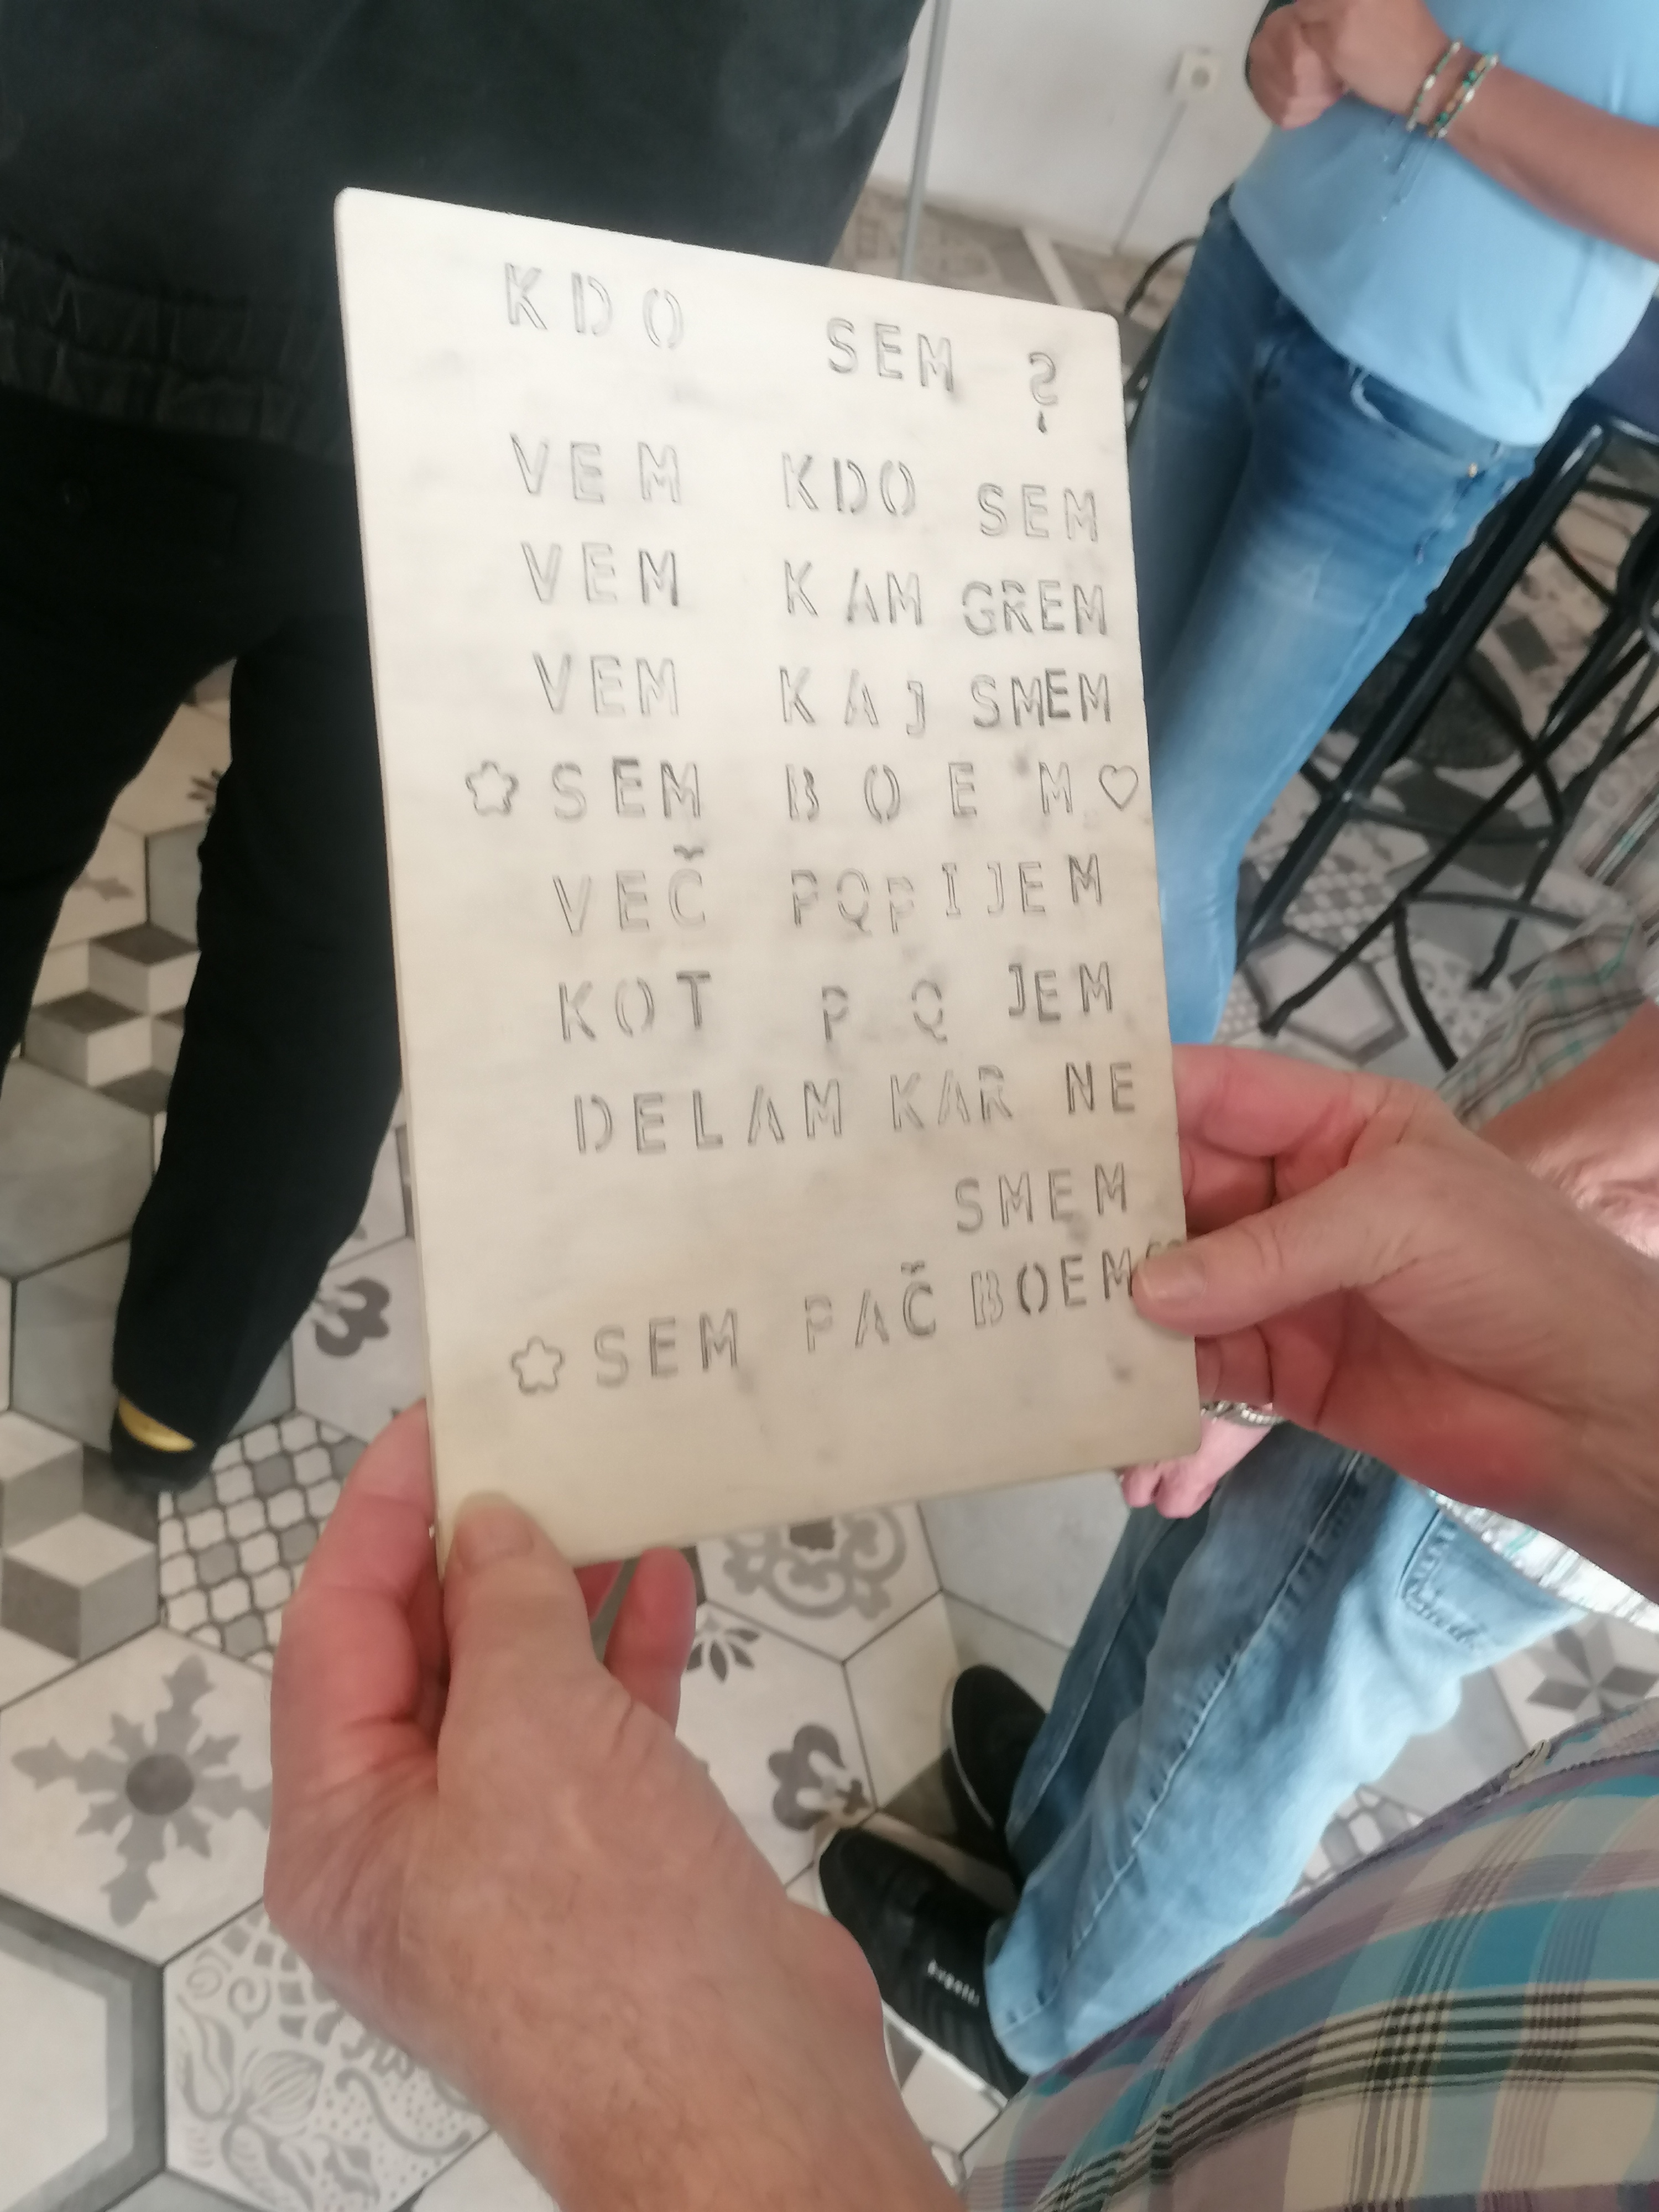 KDO SEM ?
VEM KDO SEM
VEM KAM GREM
VEM KAJ SMEM
SEM BOEM
VEČ POPIJEM
KOT POJEM
DELAM KAR NE
SMEM
SEM PAČ BOEM